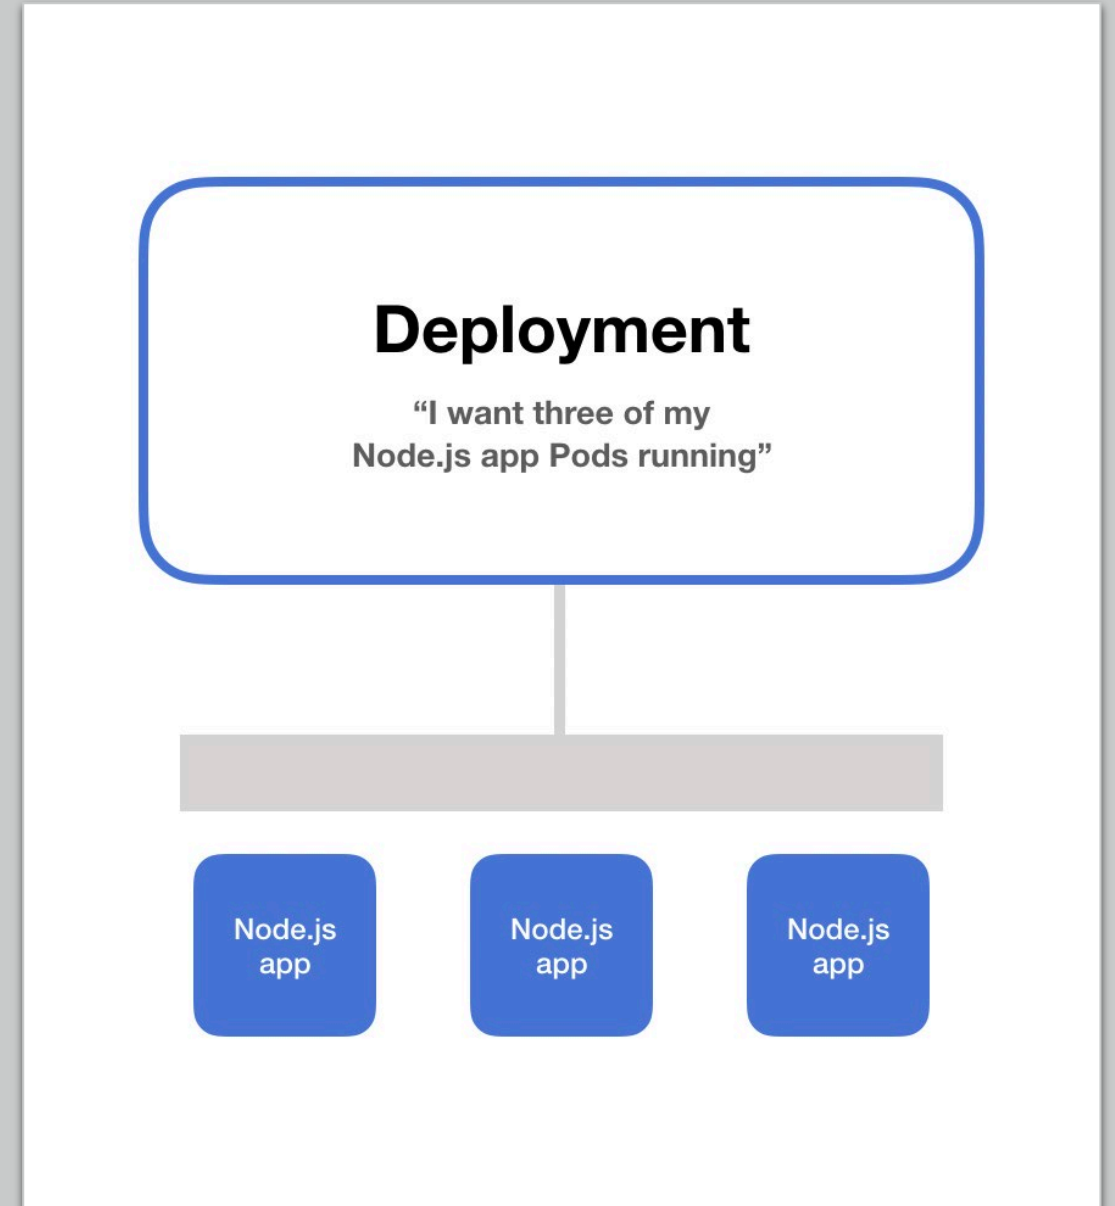 Deployment
“I want three of my
Node.js app Pods running”
Node.js
app
Node.js
app
Node.js
app